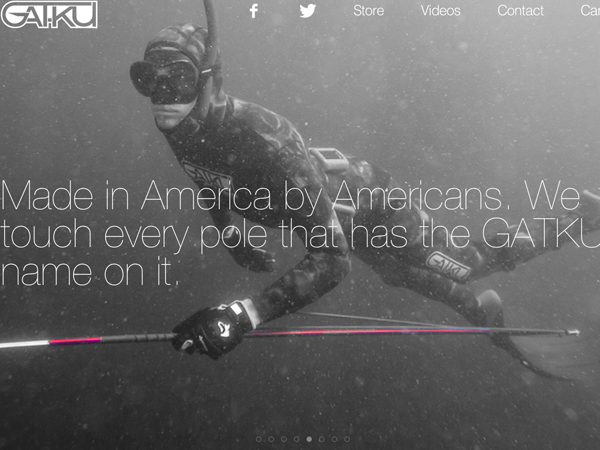 GATKU
Store
Videos
Contact
Made in America by Americans. We
touch every pole that has the GATKU
name on it.
GATKU